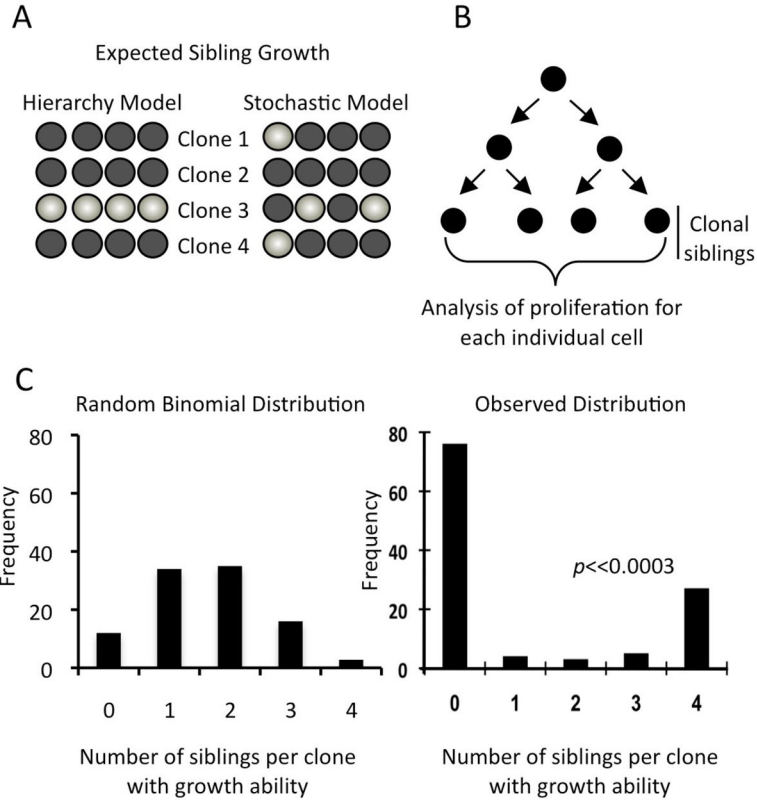 A
Expected Sibling Growth
Hierarchy Model
Stochastic Model
Clone 1
Clone 2
Clone 3
Clone 4
B
Clonal
siblings
Analysis of proliferation for
each individual cell
C
Random Binomial Distribution
Frequency
80
60
40
20
0
0 1 2 3 4
Number of siblings per clone
with growth ability
Observed Distribution
Frequency
80
60
40
20
0
p<<0.0003
0 1 2 3 4
Number of siblings per clone
with growth ability